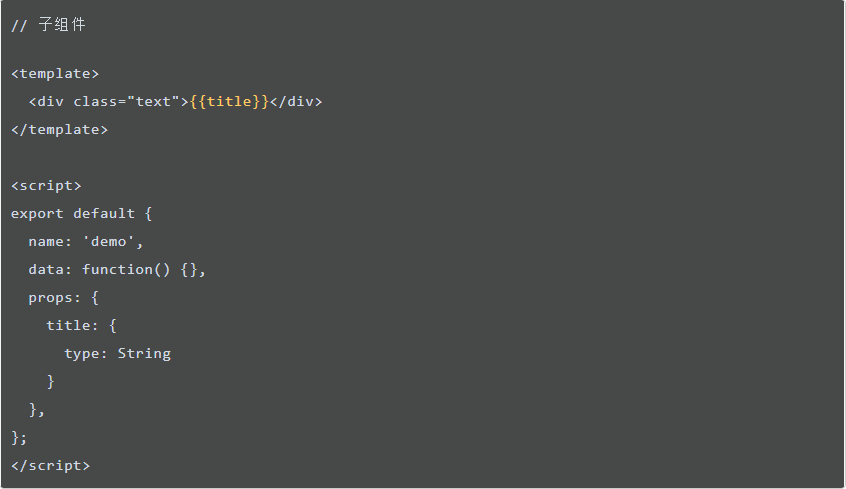 // 子组件
<template>
  <div class="text">{{title}}</div>
</template>
<script>
export default {
  name: 'demo',
  data: function() {},
  props: {
    title: {
      type: String
    }
  },
};
</script>